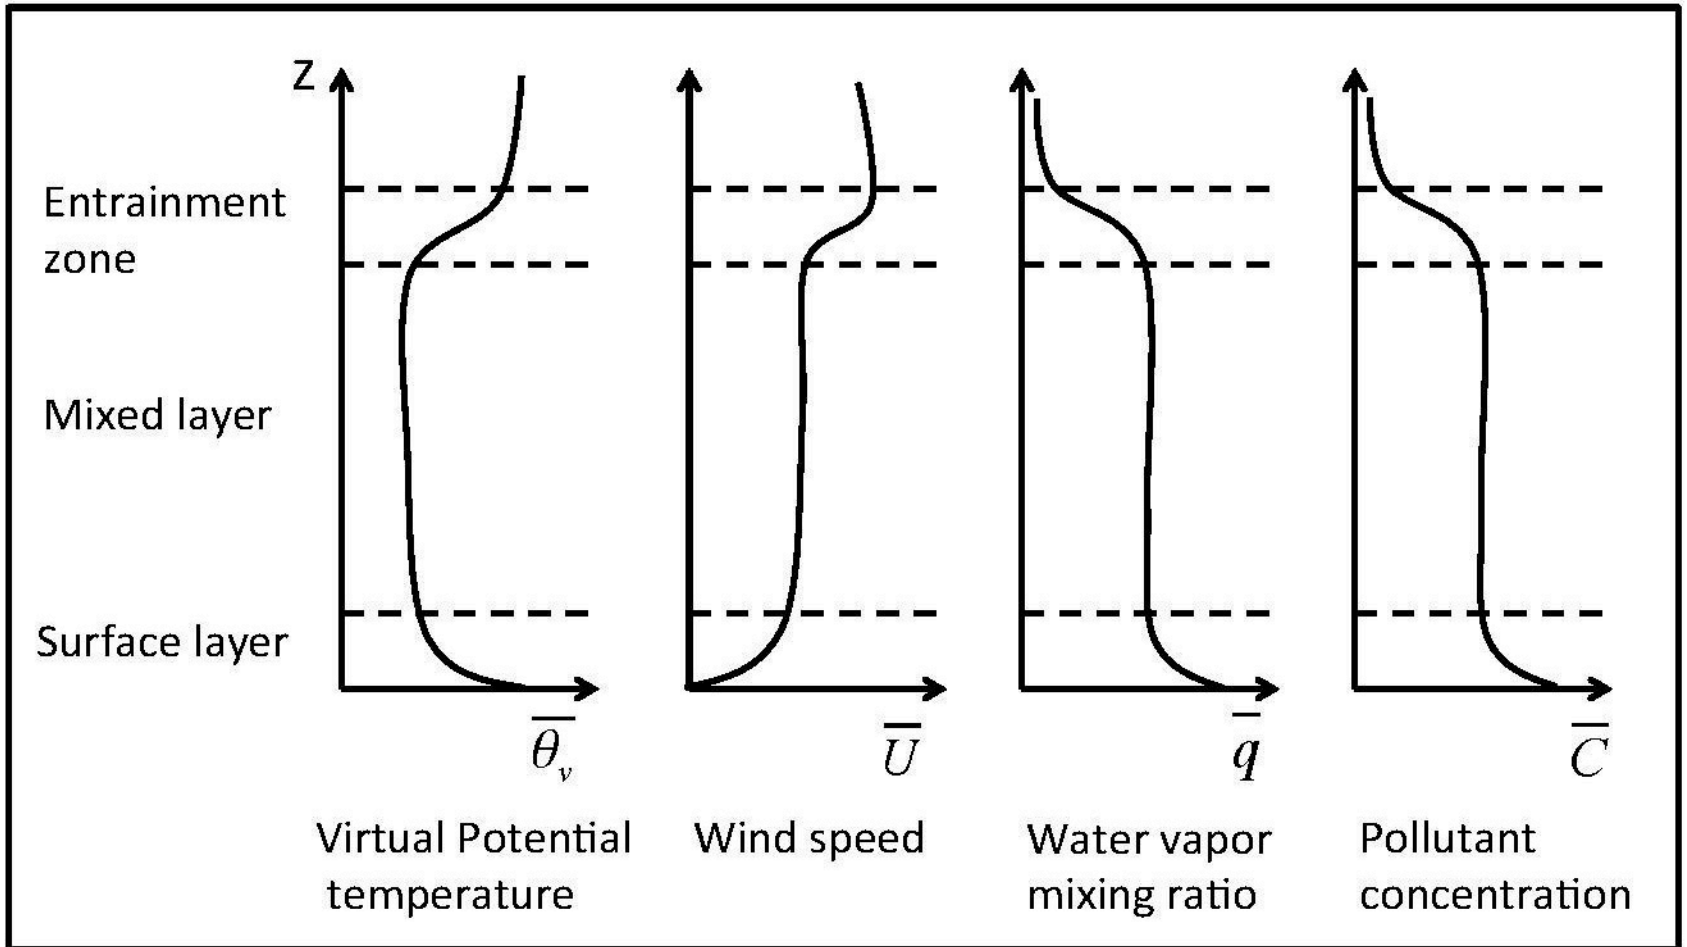 Z
Entrainment
zone
Mixed layer
Surface layer
θ̅ᵥ
U̅
q̅
C̅
Virtual Potential
temperature
Wind speed
Water vapor
mixing ratio
Pollutant
concentration